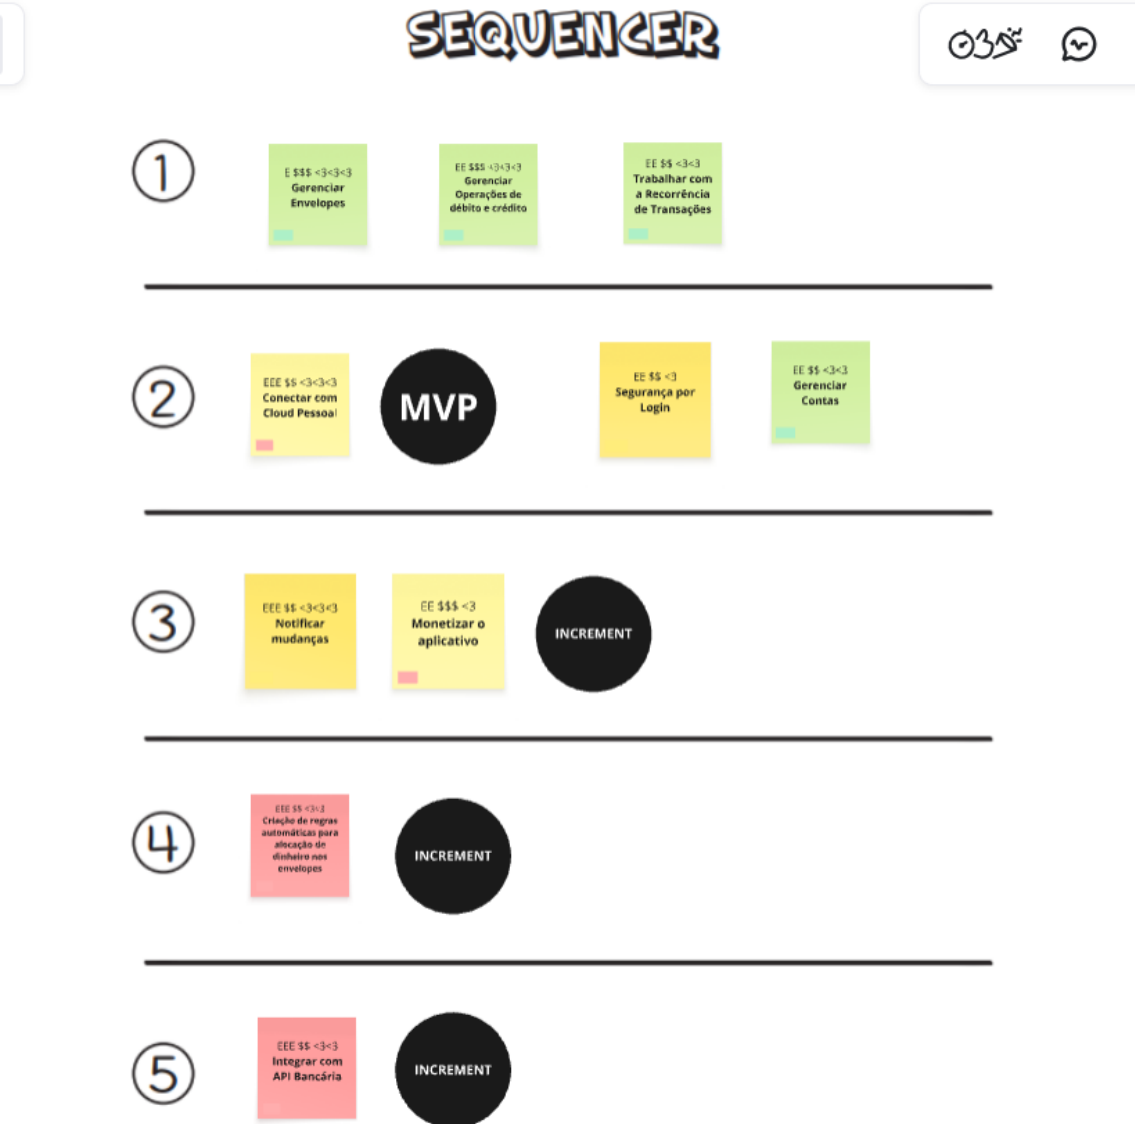 SEQUENCER
1
E $$$ <3<3<3
Gerenciar
Envelopes
EE $$$ <3<3<3
Gerenciar
Operações de
débito e crédito
EE $$ <3<3
Trabalhar com
a Recorrência
de Transações
2
EEE $$ <3<3<3
Conectar com
Cloud Pessoal
MVP
EE $$ <3
Segurança por
Login
EE $$ <3<3
Gerenciar
Contas
3
EEE $$ <3<3<3
Notificar
mudanças
EE $$$ <3
Monetizar o
aplicativo
INCREMENT
4
EEE $$ <3<3
Criação de regras
automáticas para
alocação de
dinheiro nos
envelopes
INCREMENT
5
EEE $$ <3<3
Integrar com
API Bancária
INCREMENT